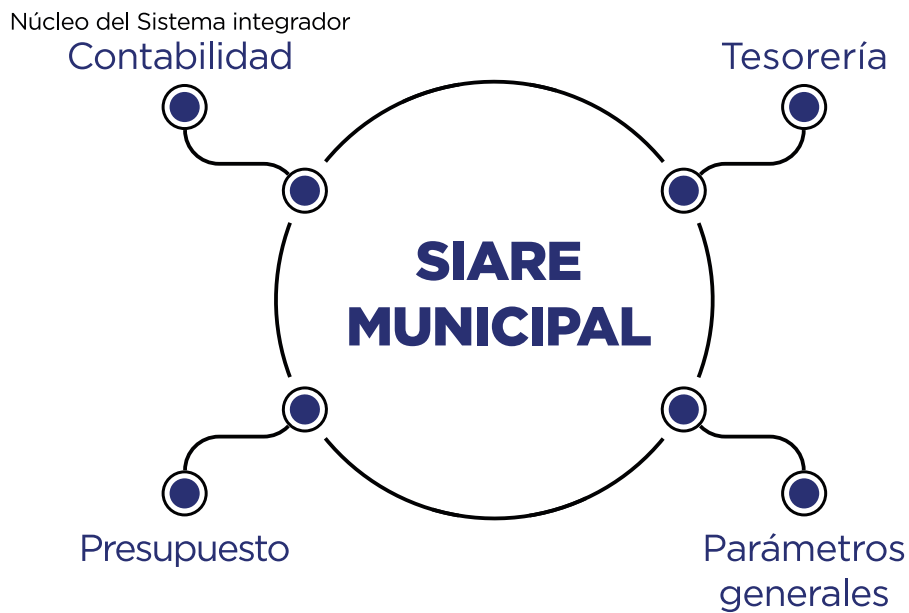 Núcleo del Sistema integrador
Contabilidad
Tesorería
SIARE
MUNICIPAL
Presupuesto
Parámetros
generales